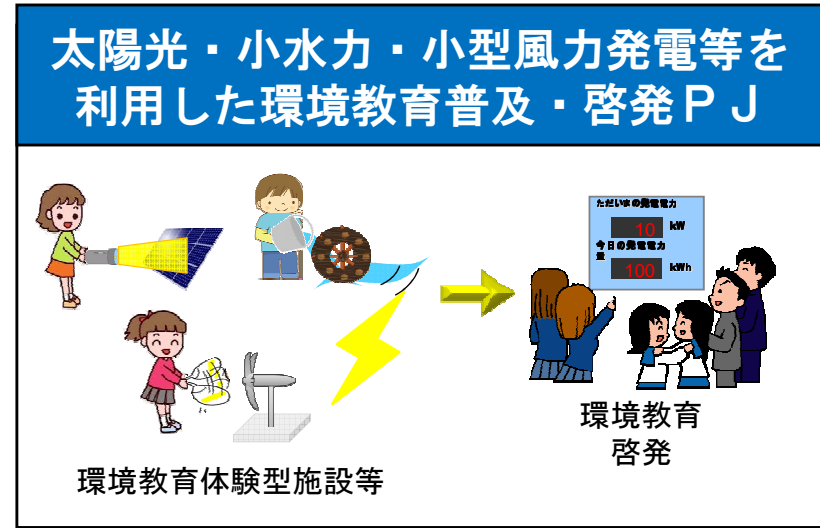 太陽光・小水力・小型風力発電等を
利用した環境教育普及・啓発ＰＪ
ただいまの発電電力
10 kW
今日の発電電力
量
100 kWh
環境教育体験型施設等
環境教育
啓発